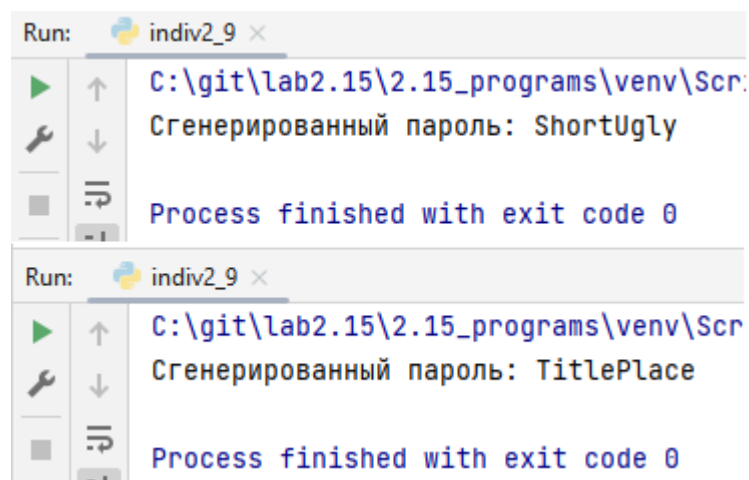 Run: indiv2_9
C:\git\lab2.15\2.15_programs\venv\Scri
Сгенерированный пароль: ShortUgly
Process finished with exit code 0
Run: indiv2_9
C:\git\lab2.15\2.15_programs\venv\Scr
Сгенерированный пароль: TitlePlace
Process finished with exit code 0